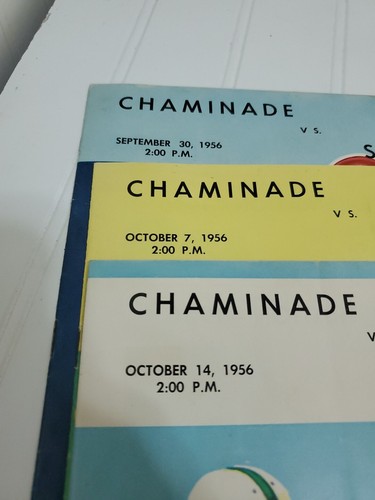 CHAMINADE
VS.
SEPTEMBER 30, 1956
2:00 P.M.
S
CHAMINADE
VS.
OCTOBER 7, 1956
2:00 P.M.
CHAMINADE
V
OCTOBER 14, 1956
2:00 P.M.